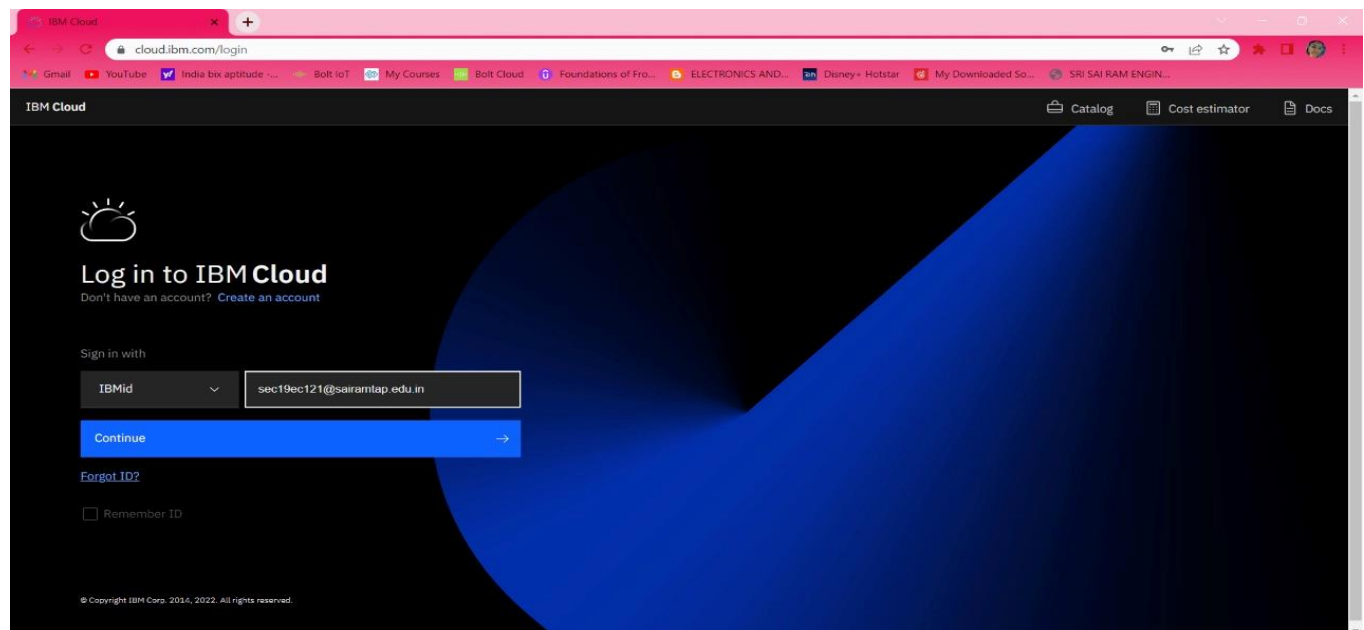 IBM Cloud
cloud.ibm.com/login
Gmail YouTube India bix aptitude -... Bolt IoT My Courses Bolt Cloud Foundations of Fro... ELECTRONICS AND... Disney+ Hotstar My Downloaded So... SRI SAI RAM ENGIN...
IBM Cloud Catalog Cost estimator Docs
Log in to IBM Cloud
Don't have an account? Create an account
Sign in with
IBMid sec19ec121@sairamtap.edu.in
Continue
Forgot ID?
Remember ID
© Copyright IBM Corp. 2014, 2022. All rights reserved.